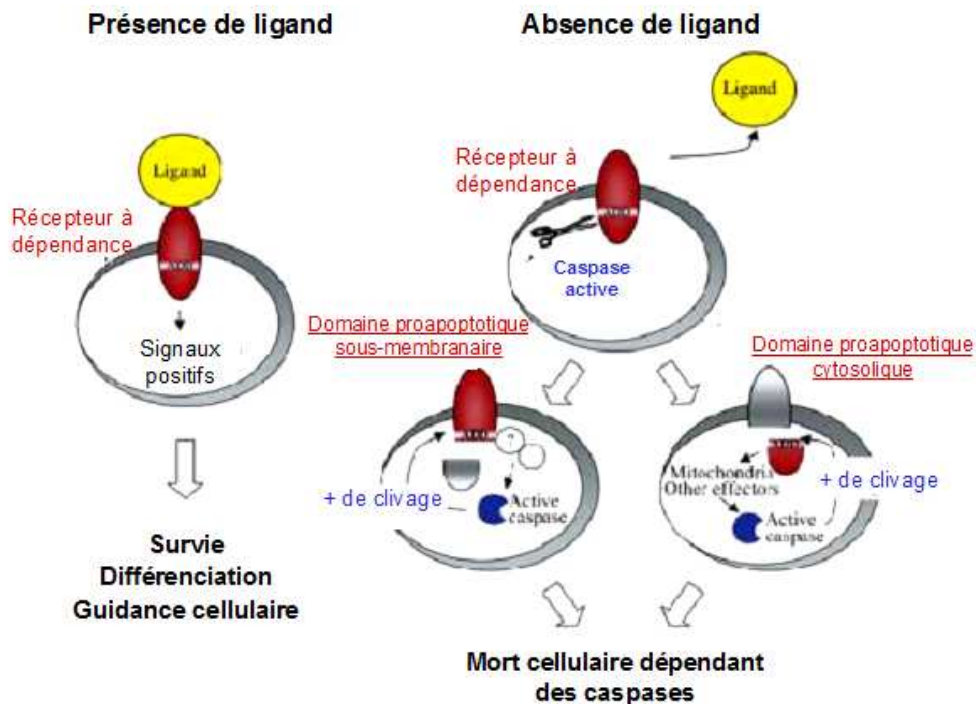 Présence de ligand
Absence de ligand
Ligand
Récepteur à
dépendance
Signaux
positifs
Survie
Différenciation
Guidance cellulaire
Ligand
Récepteur à
dépendance
Caspase
active
Domaine proapoptotique
sous-membranaire
+ de clivage
Active
caspase
Domaine proapoptotique
cytosolique
Mitochondria
Other effectors
+ de clivage
Active
caspase
Mort cellulaire dépendant
des caspases